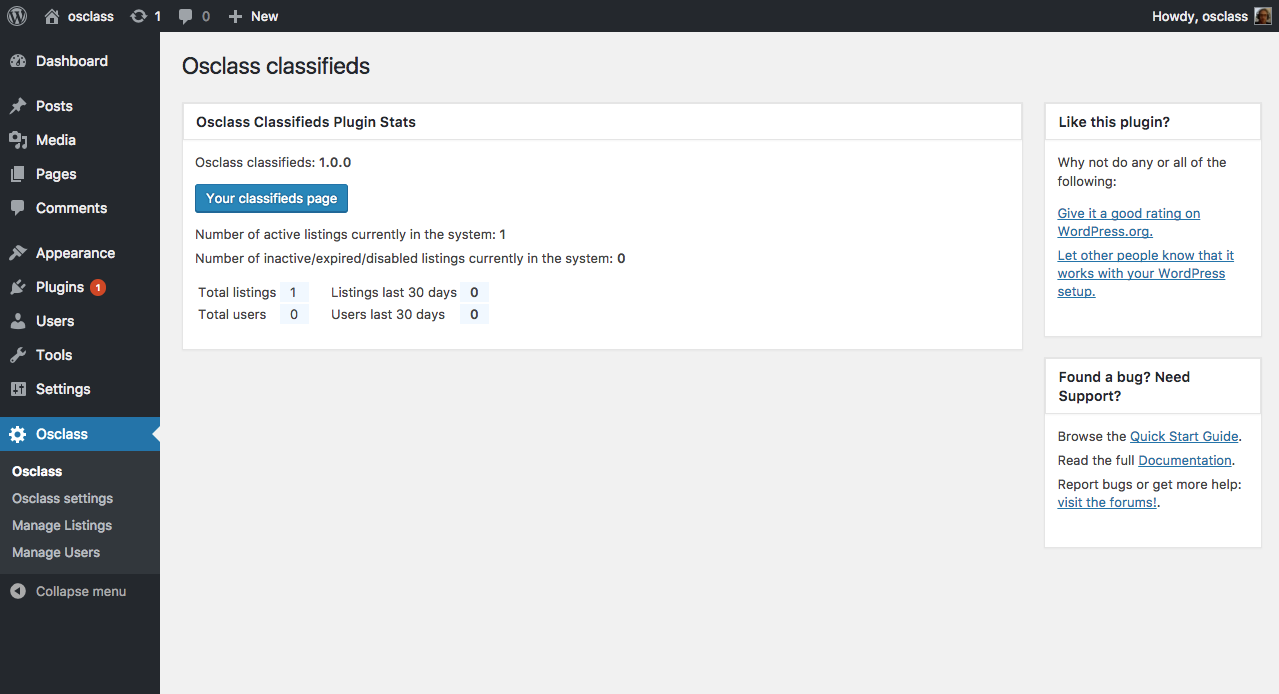 osclass 1 0 New Howdy, osclass
Dashboard
Posts
Media
Pages
Comments
Appearance
Plugins 1
Users
Tools
Settings
Osclass
Osclass
Osclass settings
Manage Listings
Manage Users
Collapse menu
Osclass classifieds
Osclass Classifieds Plugin Stats
Osclass classifieds: 1.0.0
Your classifieds page
Number of active listings currently in the system: 1
Number of inactive/expired/disabled listings currently in the system: 0
Total listings 1 Listings last 30 days 0
Total users 0 Users last 30 days 0
Like this plugin?
Why not do any or all of the
following:
Give it a good rating on
WordPress.org.
Let other people know that it
works with your WordPress
setup.
Found a bug? Need
Support?
Browse the Quick Start Guide.
Read the full Documentation.
Report bugs or get more help:
visit the forums!.